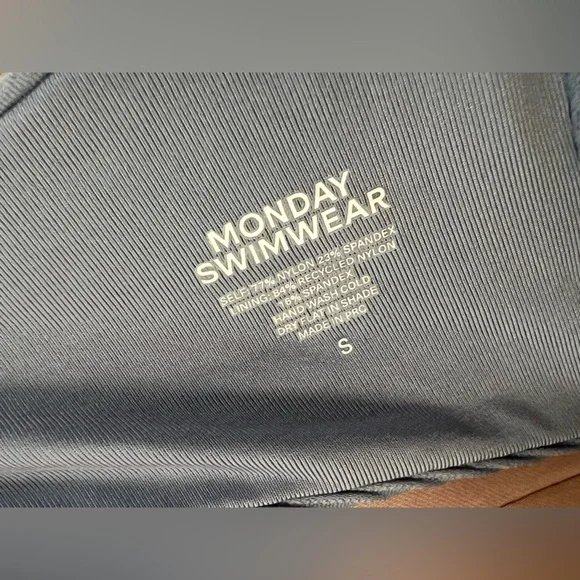 MONDAY
SWIMWEAR
SELF: 77% NYLON 23% SPANDEX
LINING: 84% RECYCLED NYLON
16% SPANDEX
HAND WASH COLD
DRY FLAT IN SHADE
MADE IN PRC
S